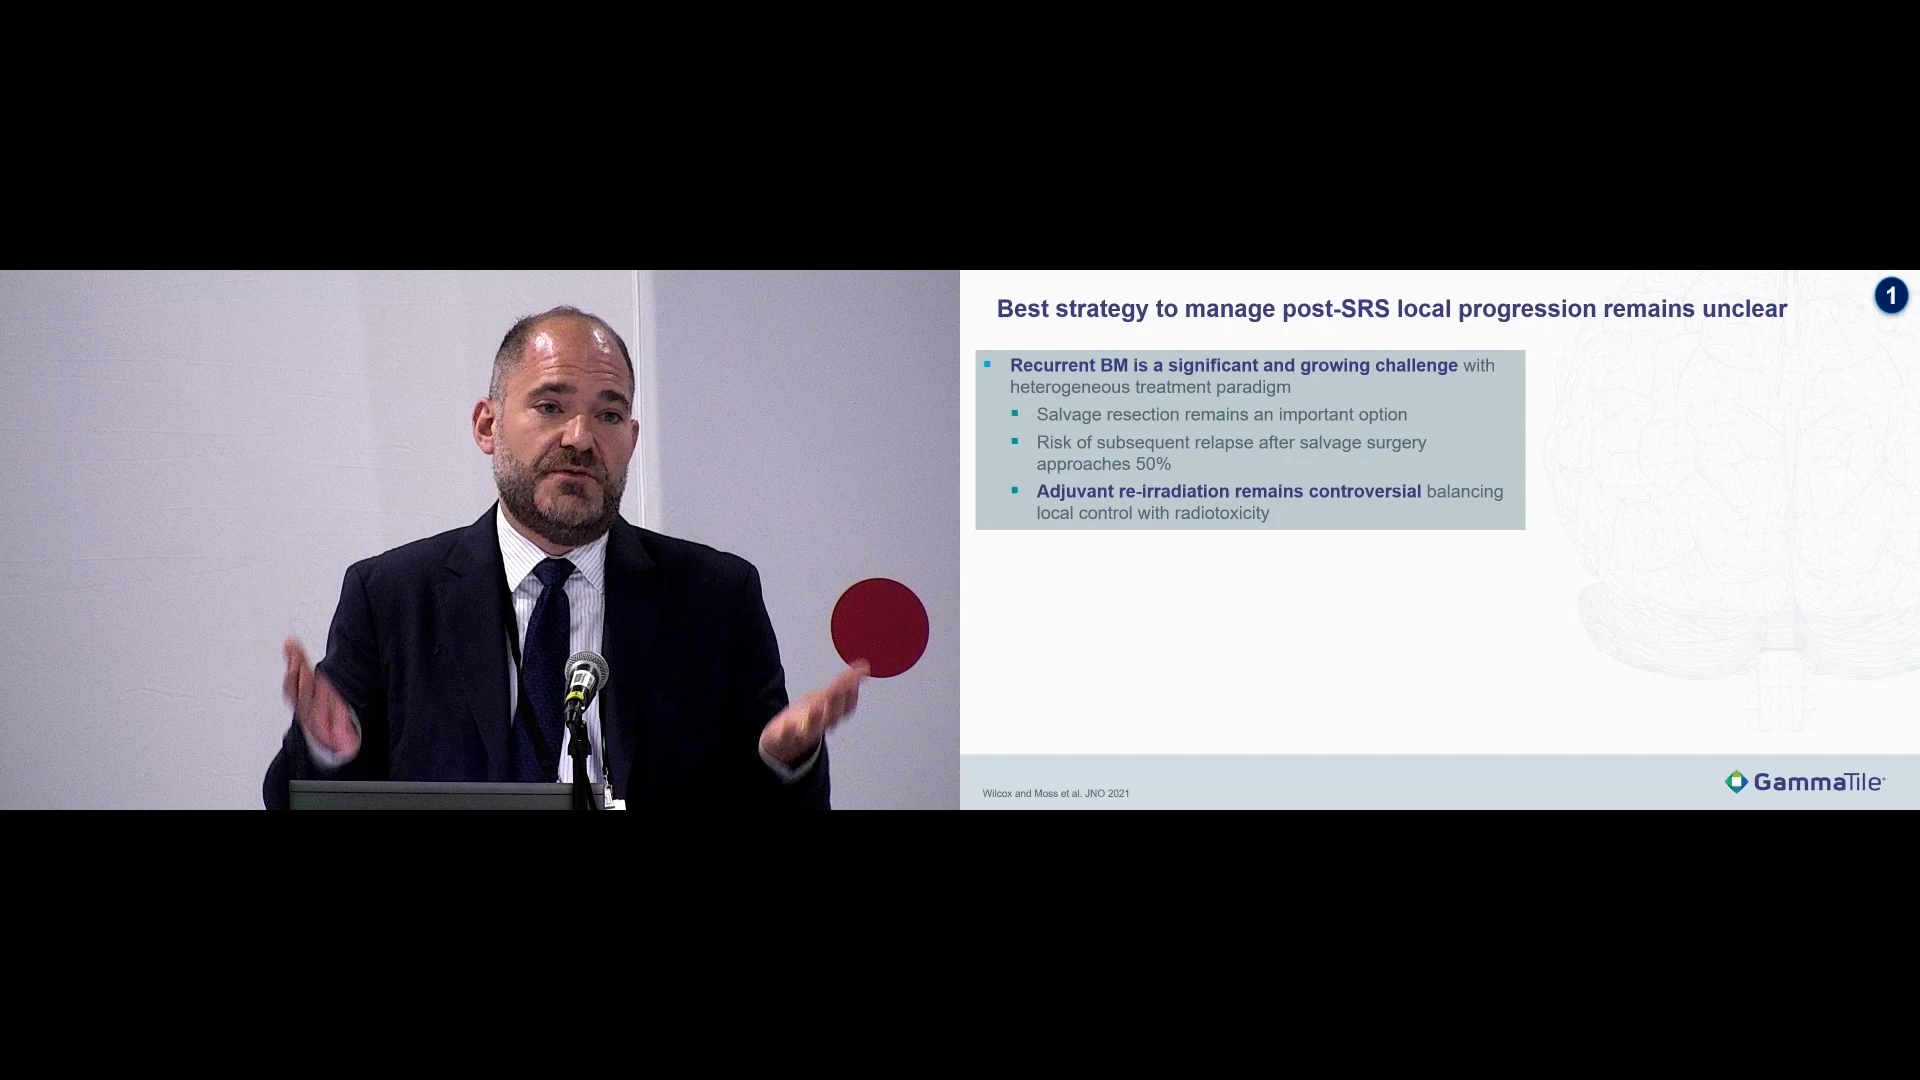 Best strategy to manage post-SRS local progression remains unclear
1
Recurrent BM is a significant and growing challenge with
heterogeneous treatment paradigm
Salvage resection remains an important option
Risk of subsequent relapse after salvage surgery
approaches 50%
Adjuvant re-irradiation remains controversial balancing
local control with radiotoxicity
Wilcox and Moss et al. JNO 2021
GammaTile